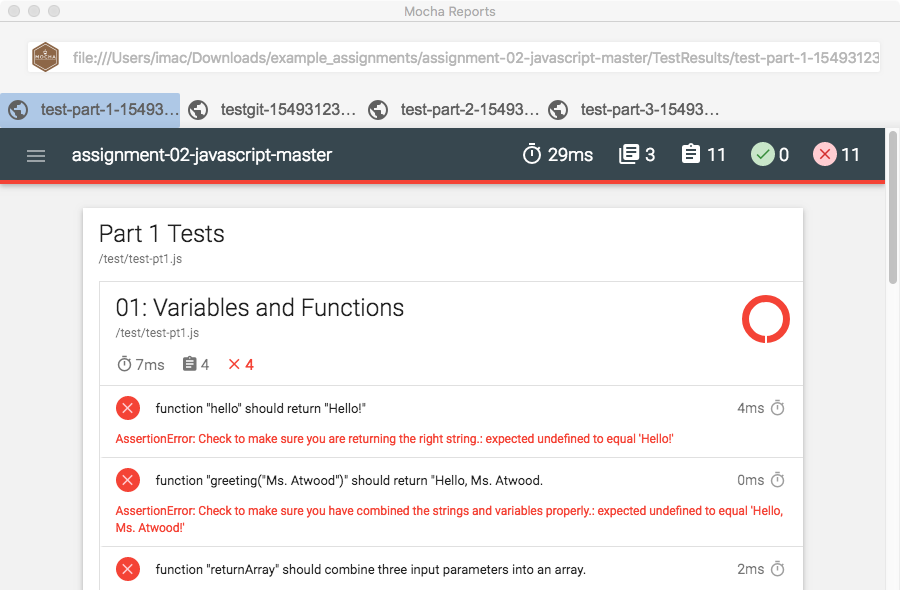 Mocha Reports
MOCHA
file:///Users/imac/Downloads/example_assignments/assignment-02-javascript-master/TestResults/test-part-1-15493123
test-part-1-15493... testgit-15493123... test-part-2-15493... test-part-3-15493...
assignment-02-javascript-master 29ms 3 11 0 11
Part 1 Tests
/test/test-pt1.js
01: Variables and Functions
/test/test-pt1.js
7ms 4 4
function "hello" should return "Hello!" 4ms
AssertionError: Check to make sure you are returning the right string.: expected undefined to equal 'Hello!'
function "greeting("Ms. Atwood")" should return "Hello, Ms. Atwood. 0ms
AssertionError: Check to make sure you have combined the strings and variables properly.: expected undefined to equal 'Hello,
Ms. Atwood!'
function "returnArray" should combine three input parameters into an array. 2ms